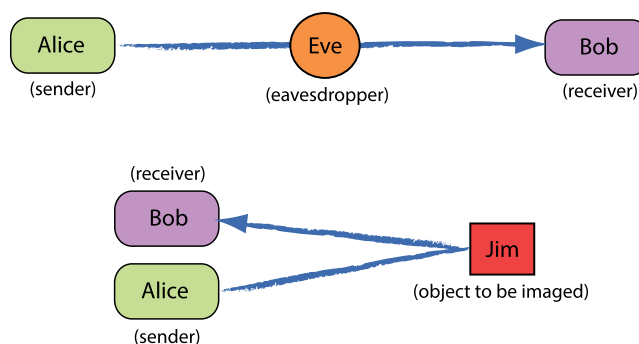 Alice
(sender)
Eve
(eavesdropper)
Bob
(receiver)
(receiver)
Bob
Alice
(sender)
Jim
(object to be imaged)